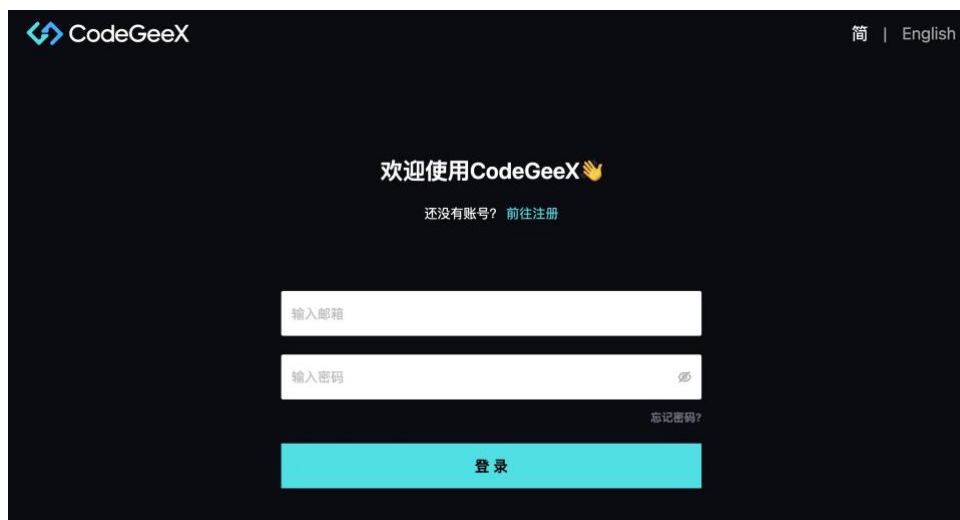 CodeGeeX
简 | English
欢迎使用CodeGeeX👋
还没有账号? 前往注册
输入邮箱
输入密码
忘记密码?
登录